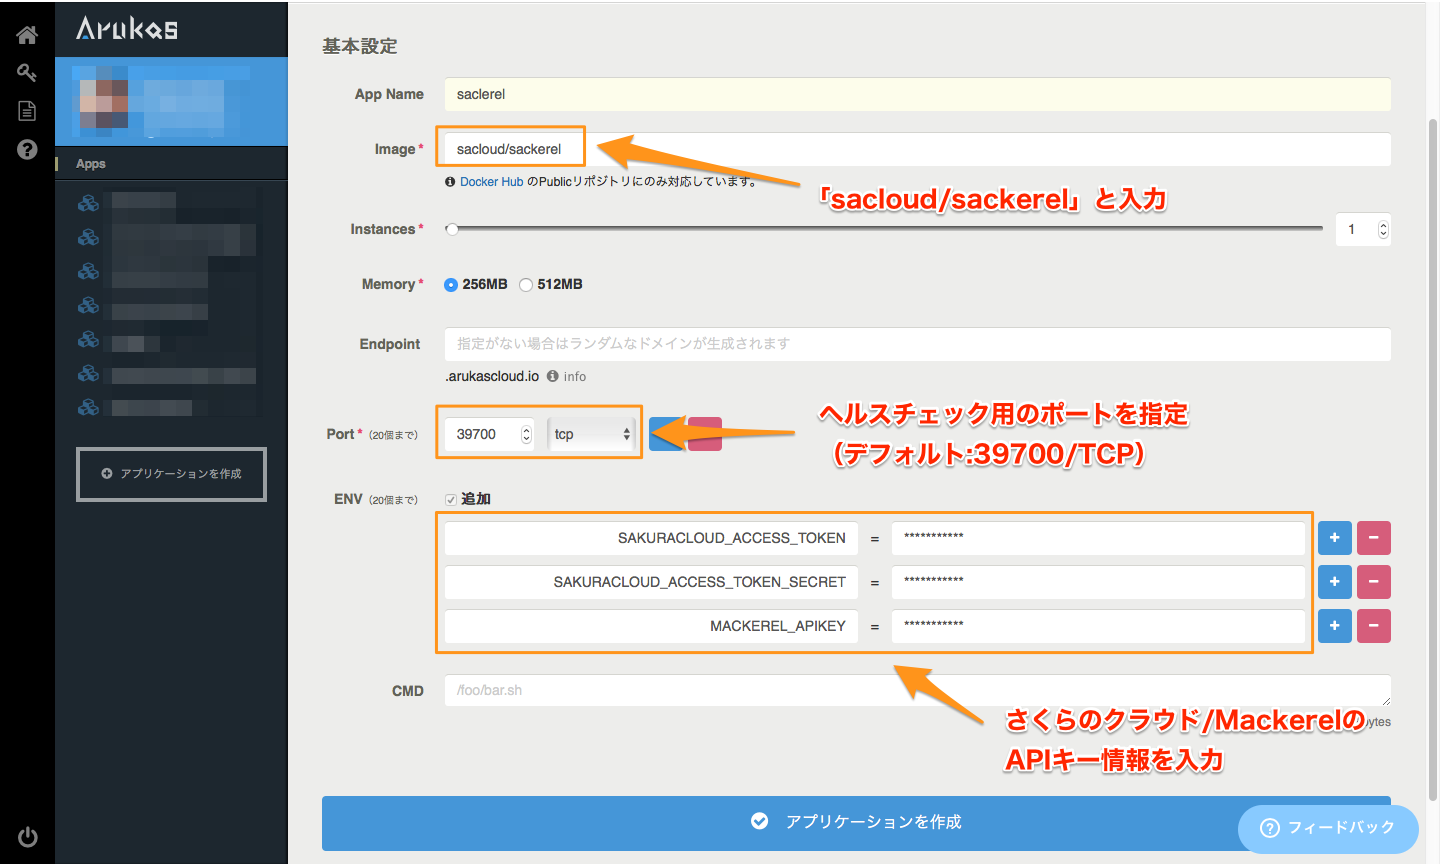 Arukas
Apps
アプリケーションを作成
基本設定
App Name saclerel
Image* sacloud/sackerel
Docker Hub のPublicリポジトリにのみ対応しています。
「sacloud/sackerel」と入力
Instances* 1
Memory* 256MB 512MB
Endpoint 指定がない場合はランダムなドメインが生成されます
.arukascloud.io info
Port* (20個まで) 39700 tcp
ヘルスチェック用のポートを指定
（デフォルト:39700/TCP）
ENV (20個まで) 追加
SAKURACLOUD_ACCESS_TOKEN = ***********
SAKURACLOUD_ACCESS_TOKEN_SECRET = ***********
MACKEREL_APIKEY = ***********
CMD /foo/bar.sh
bytes
さくらのクラウド/Mackerelの
APIキー情報を入力
アプリケーションを作成
フィードバック